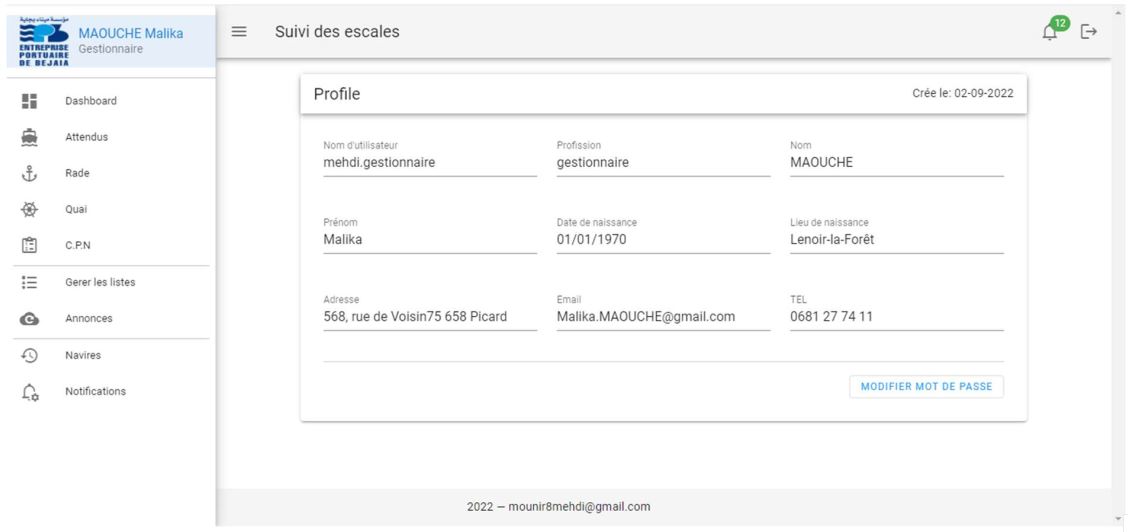 مؤسسة ميناء بجاية
ENTREPRISE
PORTUAIRE
DE BEJAIA
MAOUCHE Malika
Gestionnaire
Suivi des escales
12
Dashboard
Attendus
Rade
Quai
C.P.N
Gerer les listes
Annonces
Navires
Notifications
Profile
Crée le: 02-09-2022
Nom d'utilisateur
mehdi.gestionnaire
Profission
gestionnaire
Nom
MAOUCHE
Prénom
Malika
Date de naissance
01/01/1970
Lieu de naissance
Lenoir-la-Forêt
Adresse
568, rue de Voisin75 658 Picard
Email
Malika.MAOUCHE@gmail.com
TEL
0681 27 74 11
MODIFIER MOT DE PASSE
2022 — mounir8mehdi@gmail.com